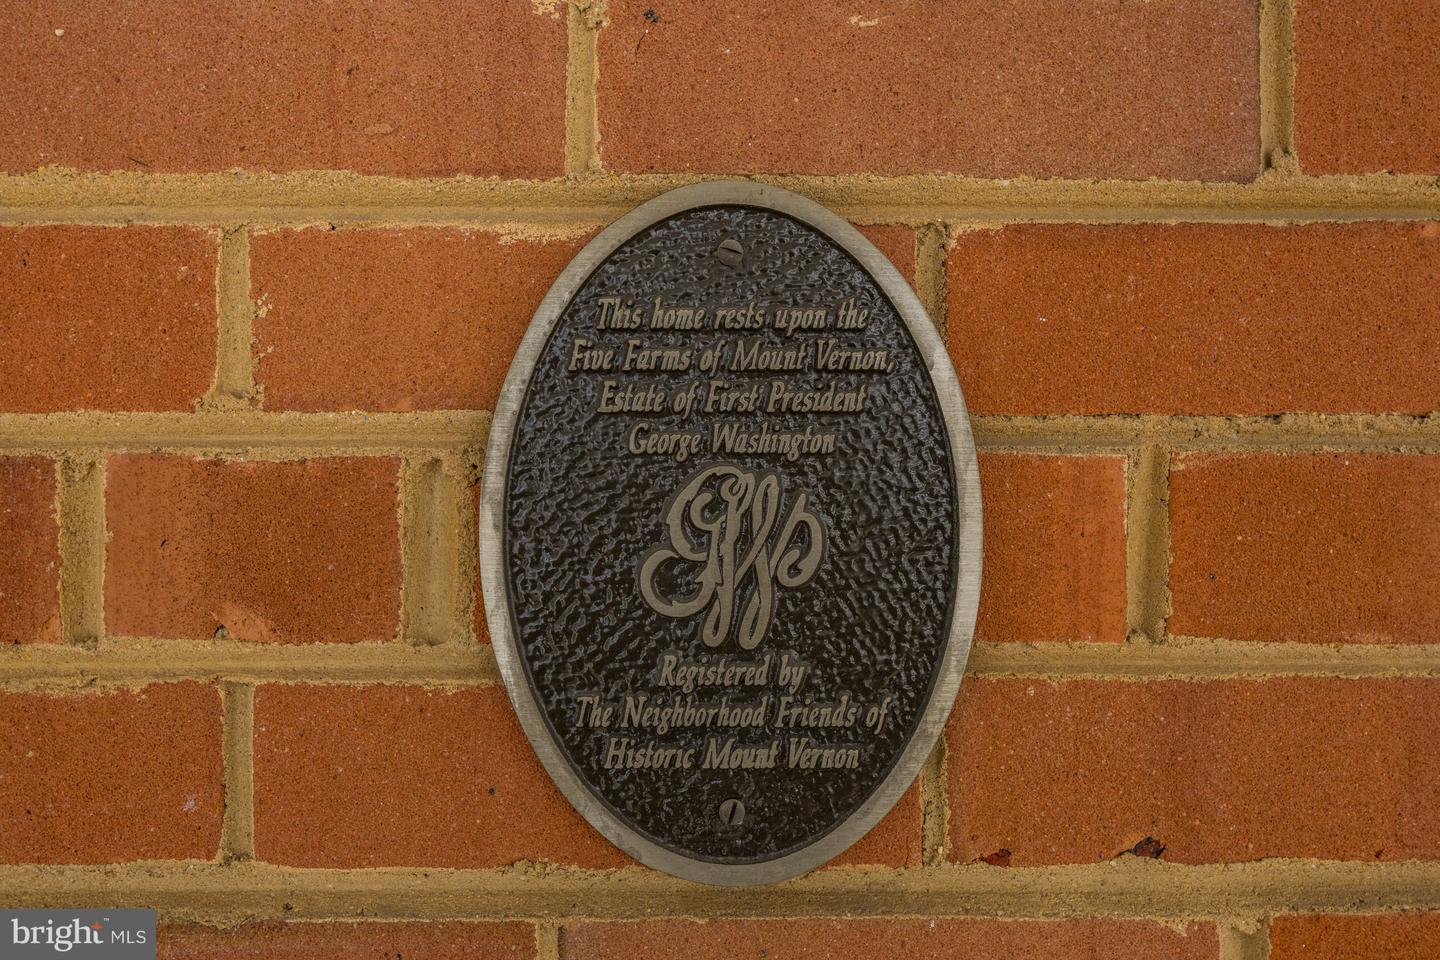 This home rests upon the
Five Farms of Mount Vernon,
Estate of First President
George Washington
Registered by
The Neighborhood Friends of
Historic Mount Vernon
bright™ MLS